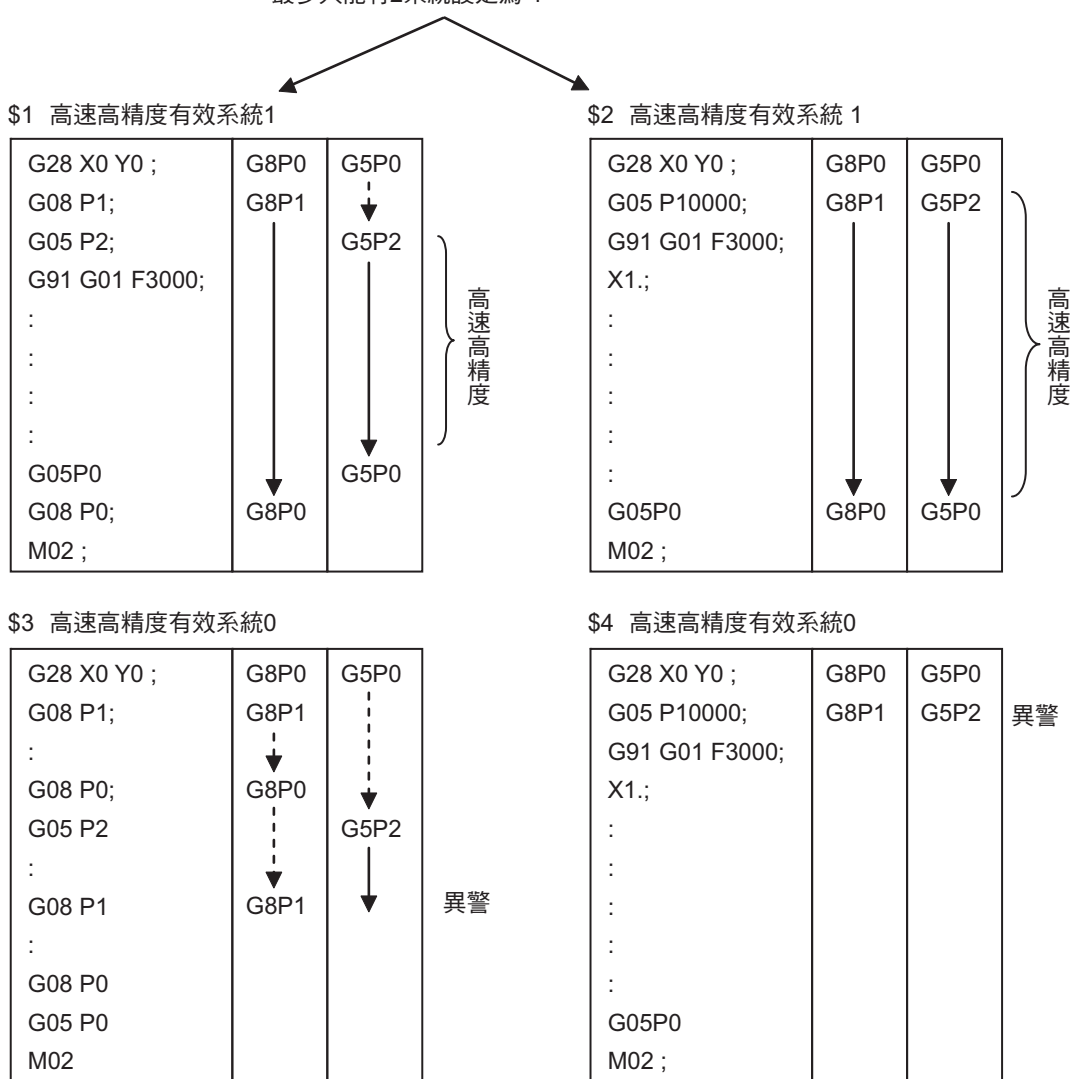 $1 高速高精度有效系統1
G28 X0 Y0 ; G8P0 G5P0
G08 P1; G8P1
G05 P2; G5P2
G91 G01 F3000;
:
:
:
:
G05P0 G5P0
G08 P0; G8P0
M02 ;
高速高精度
$2 高速高精度有效系統 1
G28 X0 Y0 ; G8P0 G5P0
G05 P10000; G8P1 G5P2
G91 G01 F3000;
X1.;
:
:
:
:
:
G05P0 G8P0 G5P0
M02 ;
高速高精度
$3 高速高精度有效系統0
G28 X0 Y0 ; G8P0 G5P0
G08 P1; G8P1
:
G08 P0; G8P0
G05 P2 G5P2
:
G08 P1 G8P1 異警
:
G08 P0
G05 P0
M02
$4 高速高精度有效系統0
G28 X0 Y0 ; G8P0 G5P0
G05 P10000; G8P1 G5P2 異警
G91 G01 F3000;
X1.;
:
:
:
:
:
G05P0
M02 ;